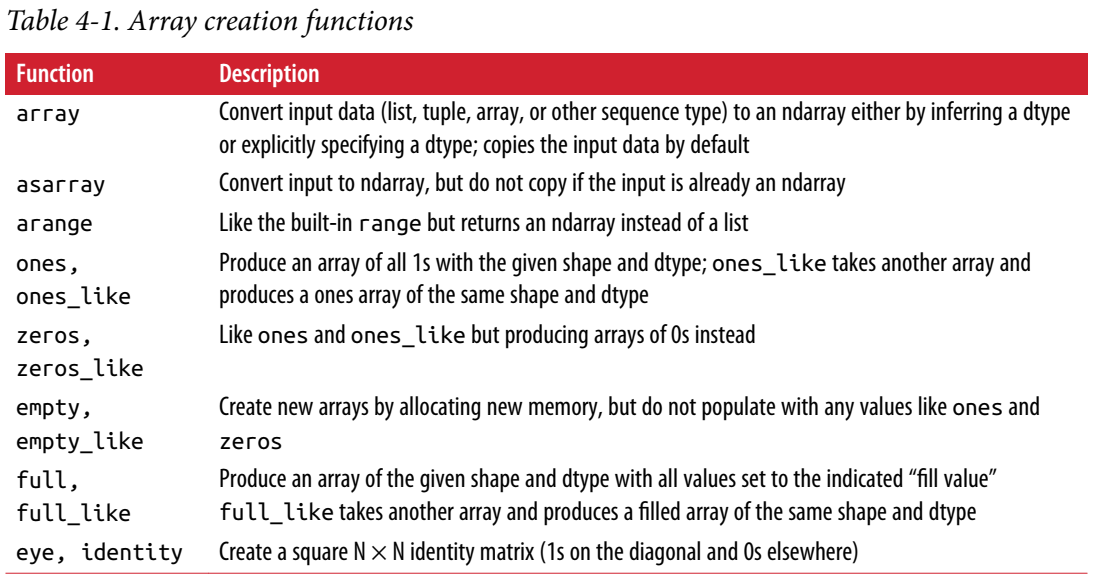 Table 4-1. Array creation functions
Function Description
array Convert input data (list, tuple, array, or other sequence type) to an ndarray either by inferring a dtype
or explicitly specifying a dtype; copies the input data by default
asarray Convert input to ndarray, but do not copy if the input is already an ndarray
arange Like the built-in range but returns an ndarray instead of a list
ones, Produce an array of all 1s with the given shape and dtype; ones_like takes another array and
ones_like produces a ones array of the same shape and dtype
zeros, Like ones and ones_like but producing arrays of 0s instead
zeros_like
empty, Create new arrays by allocating new memory, but do not populate with any values like ones and
empty_like zeros
full, Produce an array of the given shape and dtype with all values set to the indicated “fill value”
full_like full_like takes another array and produces a filled array of the same shape and dtype
eye, identity Create a square N × N identity matrix (1s on the diagonal and 0s elsewhere)